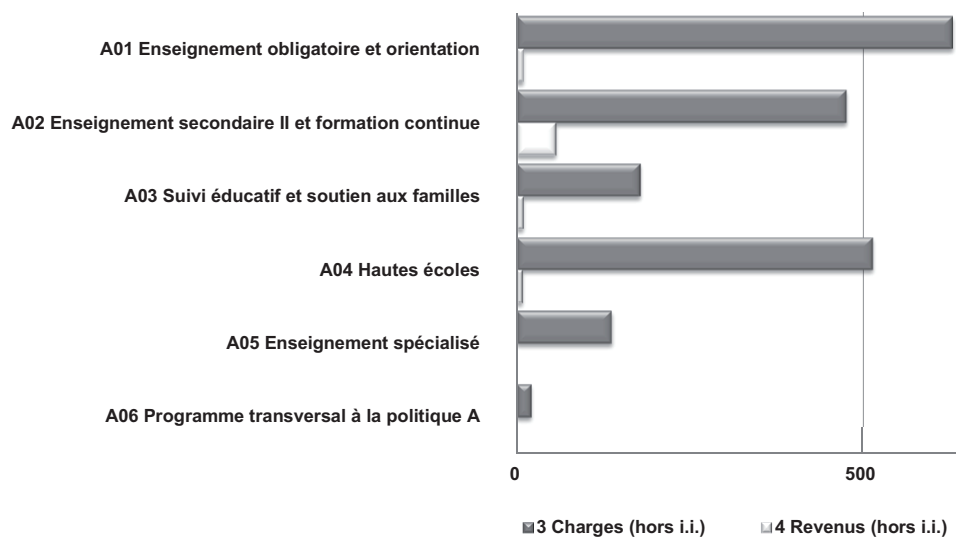 A01 Enseignement obligatoire et orientation
A02 Enseignement secondaire II et formation continue
A03 Suivi éducatif et soutien aux familles
A04 Hautes écoles
A05 Enseignement spécialisé
A06 Programme transversal à la politique A
0 500
3 Charges (hors i.i.) 4 Revenus (hors i.i.)